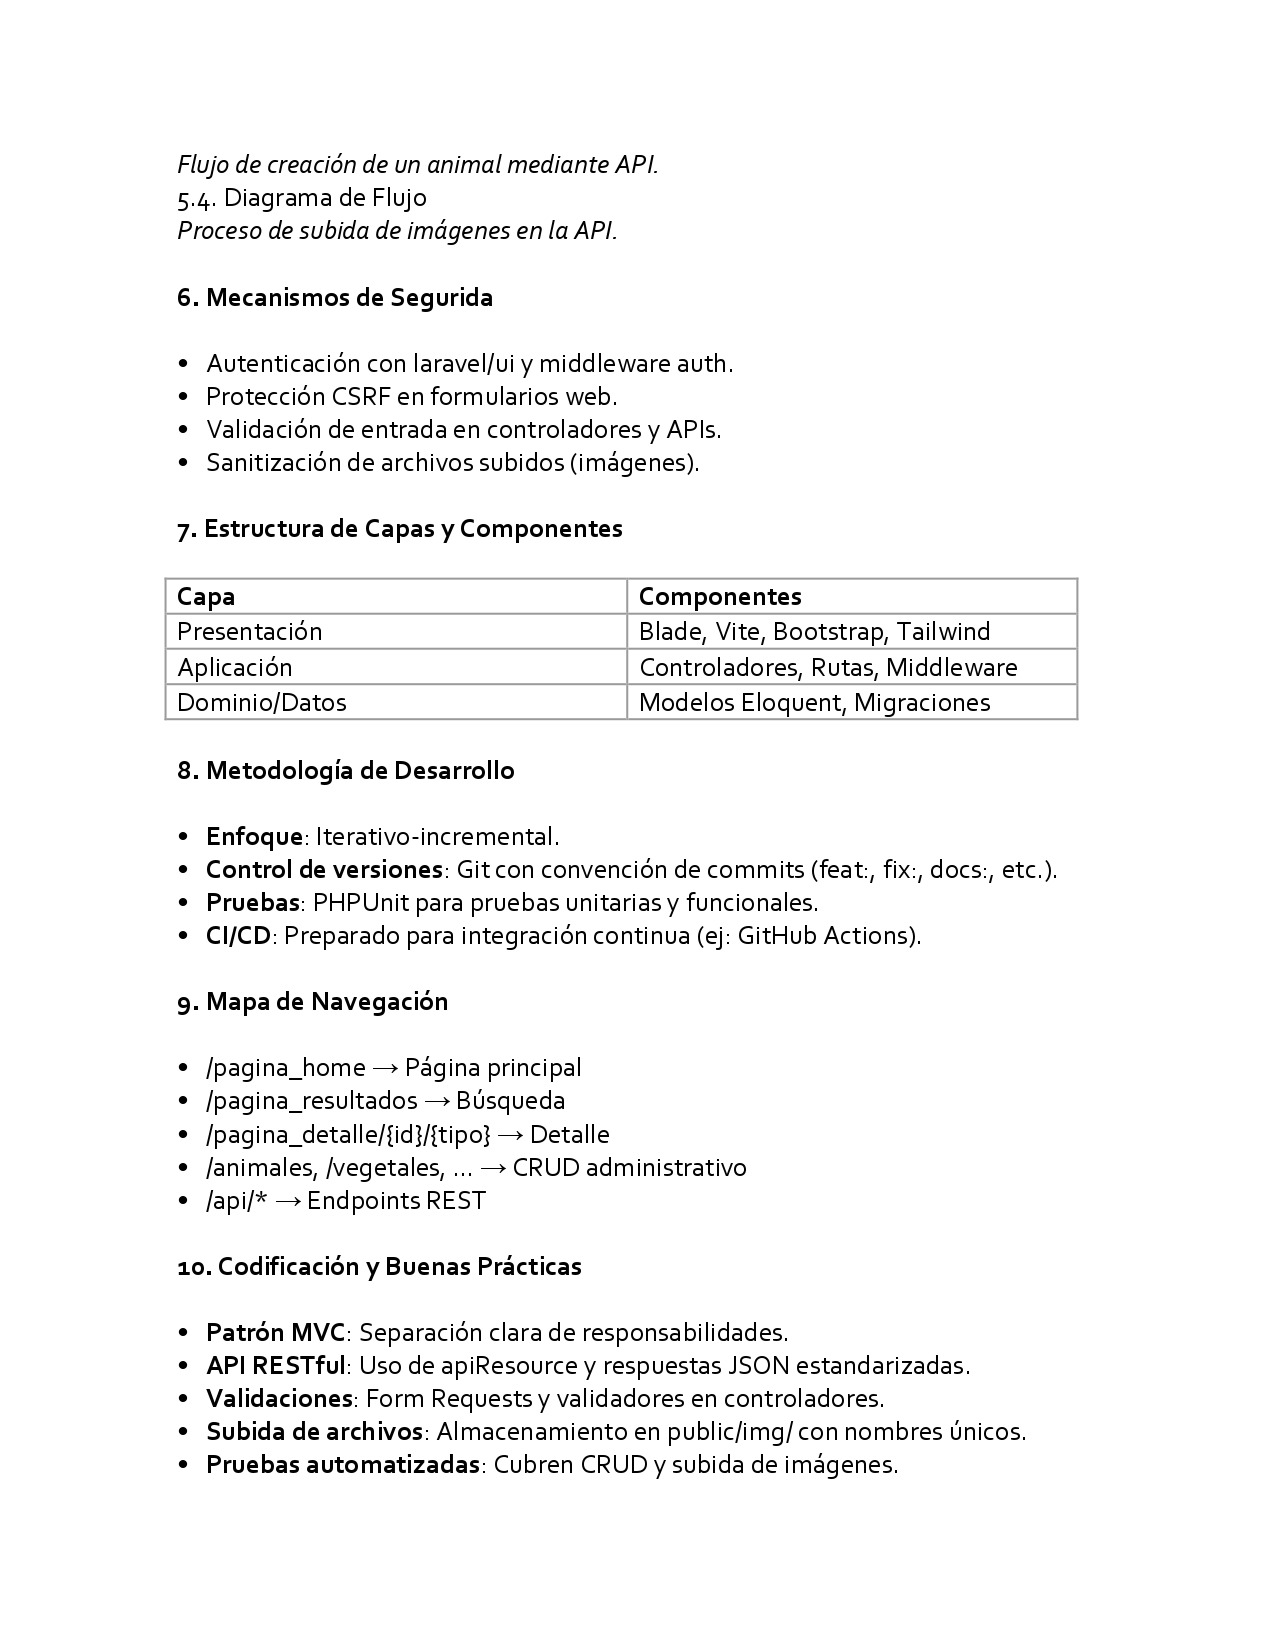 Flujo de creación de un animal mediante API.
5.4. Diagrama de Flujo
Proceso de subida de imágenes en la API.
6. Mecanismos de Segurida
• Autenticación con laravel/ui y middleware auth.
• Protección CSRF en formularios web.
• Validación de entrada en controladores y APIs.
• Sanitización de archivos subidos (imágenes).
7. Estructura de Capas y Componentes
Capa Componentes
Presentación Blade, Vite, Bootstrap, Tailwind
Aplicación Controladores, Rutas, Middleware
Dominio/Datos Modelos Eloquent, Migraciones
8. Metodología de Desarrollo
• Enfoque: Iterativo-incremental.
• Control de versiones: Git con convención de commits (feat:, fix:, docs:, etc.).
• Pruebas: PHPUnit para pruebas unitarias y funcionales.
• CI/CD: Preparado para integración continua (ej: GitHub Actions).
9. Mapa de Navegación
• /pagina_home → Página principal
• /pagina_resultados → Búsqueda
• /pagina_detalle/{id}/{tipo} → Detalle
• /animales, /vegetales, ... → CRUD administrativo
• /api/* → Endpoints REST
10. Codificación y Buenas Prácticas
• Patrón MVC: Separación clara de responsabilidades.
• API RESTful: Uso de apiResource y respuestas JSON estandarizadas.
• Validaciones: Form Requests y validadores en controladores.
• Subida de archivos: Almacenamiento en public/img/ con nombres únicos.
• Pruebas automatizadas: Cubren CRUD y subida de imágenes.